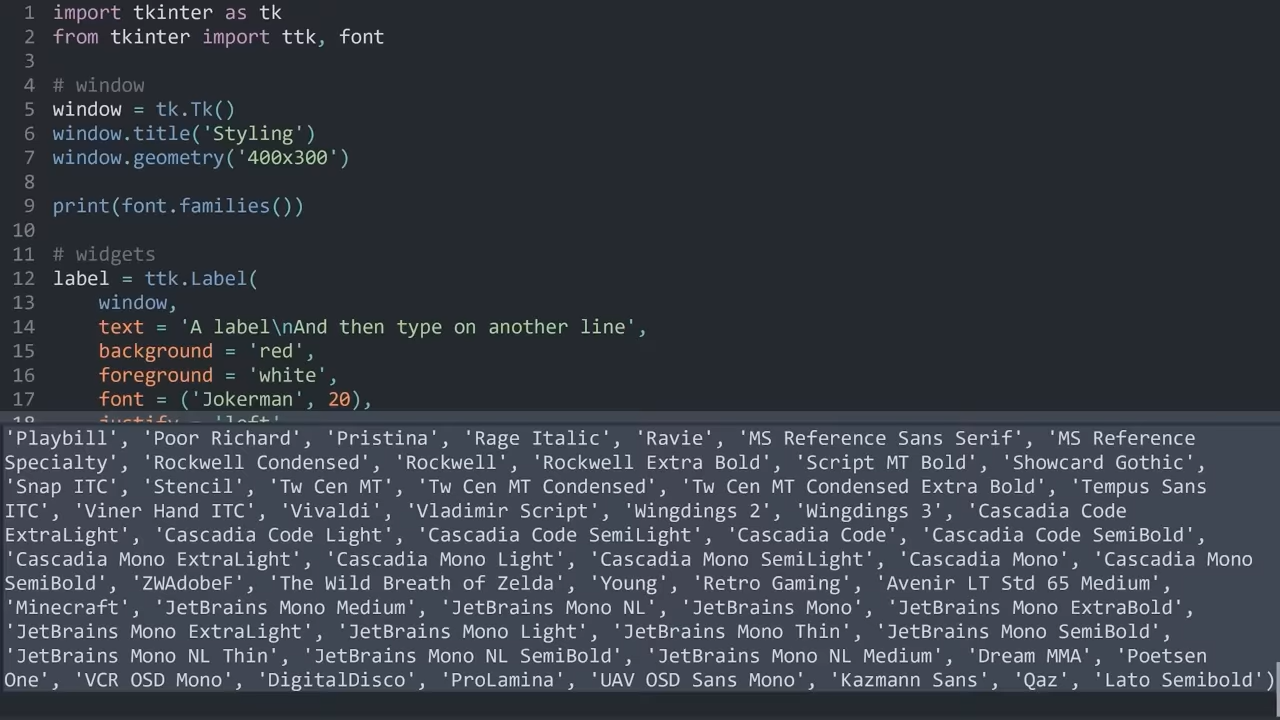 1 import tkinter as tk
2 from tkinter import ttk, font
3
4 # window
5 window = tk.Tk()
6 window.title('Styling')
7 window.geometry('400x300')
8
9 print(font.families())
10
11 # widgets
12 label = ttk.Label(
13     window,
14     text = 'A label\nAnd then type on another line',
15     background = 'red',
16     foreground = 'white',
17     font = ('Jokerman', 20),
18     justify = 'left'
'Playbill', 'Poor Richard', 'Pristina', 'Rage Italic', 'Ravie', 'MS Reference Sans Serif', 'MS Reference
Specialty', 'Rockwell Condensed', 'Rockwell', 'Rockwell Extra Bold', 'Script MT Bold', 'Showcard Gothic',
'Snap ITC', 'Stencil', 'Tw Cen MT', 'Tw Cen MT Condensed', 'Tw Cen MT Condensed Extra Bold', 'Tempus Sans
ITC', 'Viner Hand ITC', 'Vivaldi', 'Vladimir Script', 'Wingdings 2', 'Wingdings 3', 'Cascadia Code
ExtraLight', 'Cascadia Code Light', 'Cascadia Code SemiLight', 'Cascadia Code', 'Cascadia Code SemiBold',
'Cascadia Mono ExtraLight', 'Cascadia Mono Light', 'Cascadia Mono SemiLight', 'Cascadia Mono', 'Cascadia Mono
SemiBold', 'ZWAdobeF', 'The Wild Breath of Zelda', 'Young', 'Retro Gaming', 'Avenir LT Std 65 Medium',
'Minecraft', 'JetBrains Mono Medium', 'JetBrains Mono NL', 'JetBrains Mono', 'JetBrains Mono ExtraBold',
'JetBrains Mono ExtraLight', 'JetBrains Mono Light', 'JetBrains Mono Thin', 'JetBrains Mono SemiBold',
'JetBrains Mono NL Thin', 'JetBrains Mono NL SemiBold', 'JetBrains Mono NL Medium', 'Dream MMA', 'Poetsen
One', 'VCR OSD Mono', 'DigitalDisco', 'ProLamina', 'UAV OSD Sans Mono', 'Kazmann Sans', 'Qaz', 'Lato Semibold')